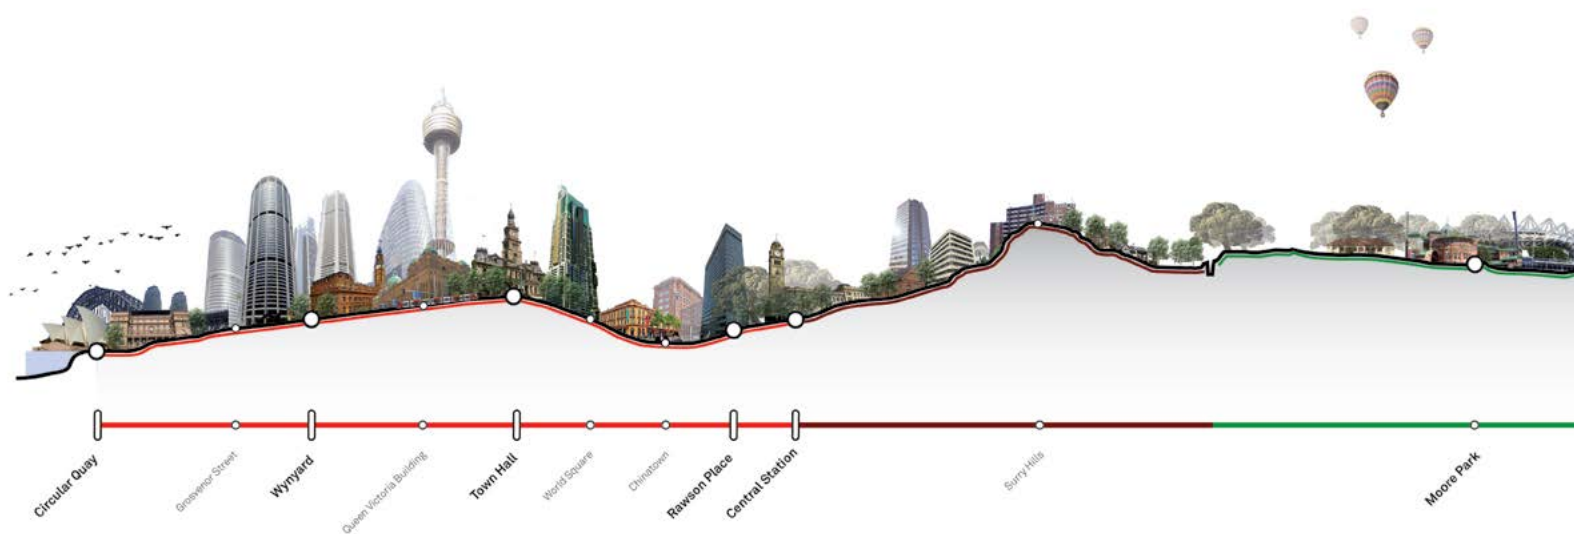 Circular Quay
Grosvenor Street
Wynyard
Queen Victoria Building
Town Hall
World Square
Chinatown
Rawson Place
Central Station
Surry Hills
Moore Park